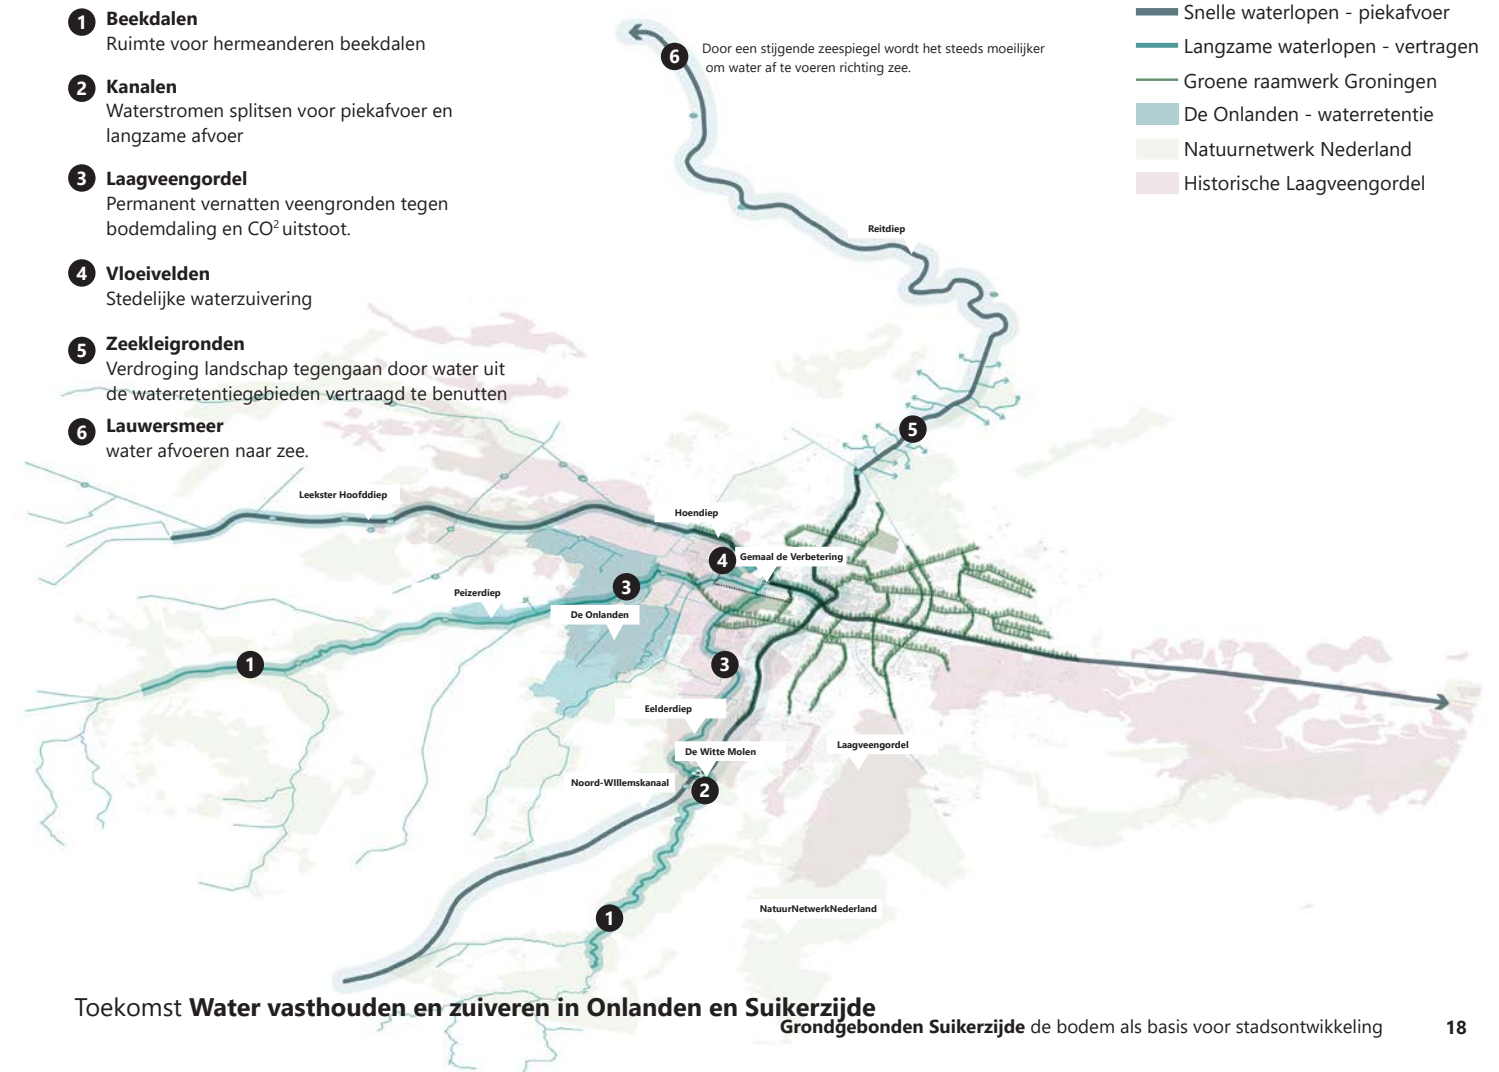 1 Beekdalen
Ruimte voor hermeanderen beekdalen
2 Kanalen
Waterstromen splitsen voor piekafvoer en
langzame afvoer
3 Laagveengordel
Permanent vernatten veengronden tegen
bodemdaling en CO² uitstoot.
4 Vloeivelden
Stedelijke waterzuivering
5 Zeekleigronden
Verdroging landschap tegengaan door water uit
de waterretentiegebieden vertraagd te benutten
6 Lauwersmeer
water afvoeren naar zee.
6
Door een stijgende zeespiegel wordt het steeds moeilijker
om water af te voeren richting zee.
Snelle waterlopen - piekafvoer
Langzame waterlopen - vertragen
Groene raamwerk Groningen
De Onlanden - waterretentie
Natuurnetwerk Nederland
Historische Laagveengordel
Reitdiep
5
Leekster Hoofddiep
Hoendiep
4
Gemaal de Verbetering
3
Peizerdiep
De Onlanden
1
3
Eelderdiep
De Witte Molen
Laagveengordel
Noord-WIllemskanaal
2
NatuurNetwerkNederland
1
Toekomst Water vasthouden en zuiveren in Onlanden en Suikerzijde
Grondgebonden Suikerzijde de bodem als basis voor stadsontwikkeling
18